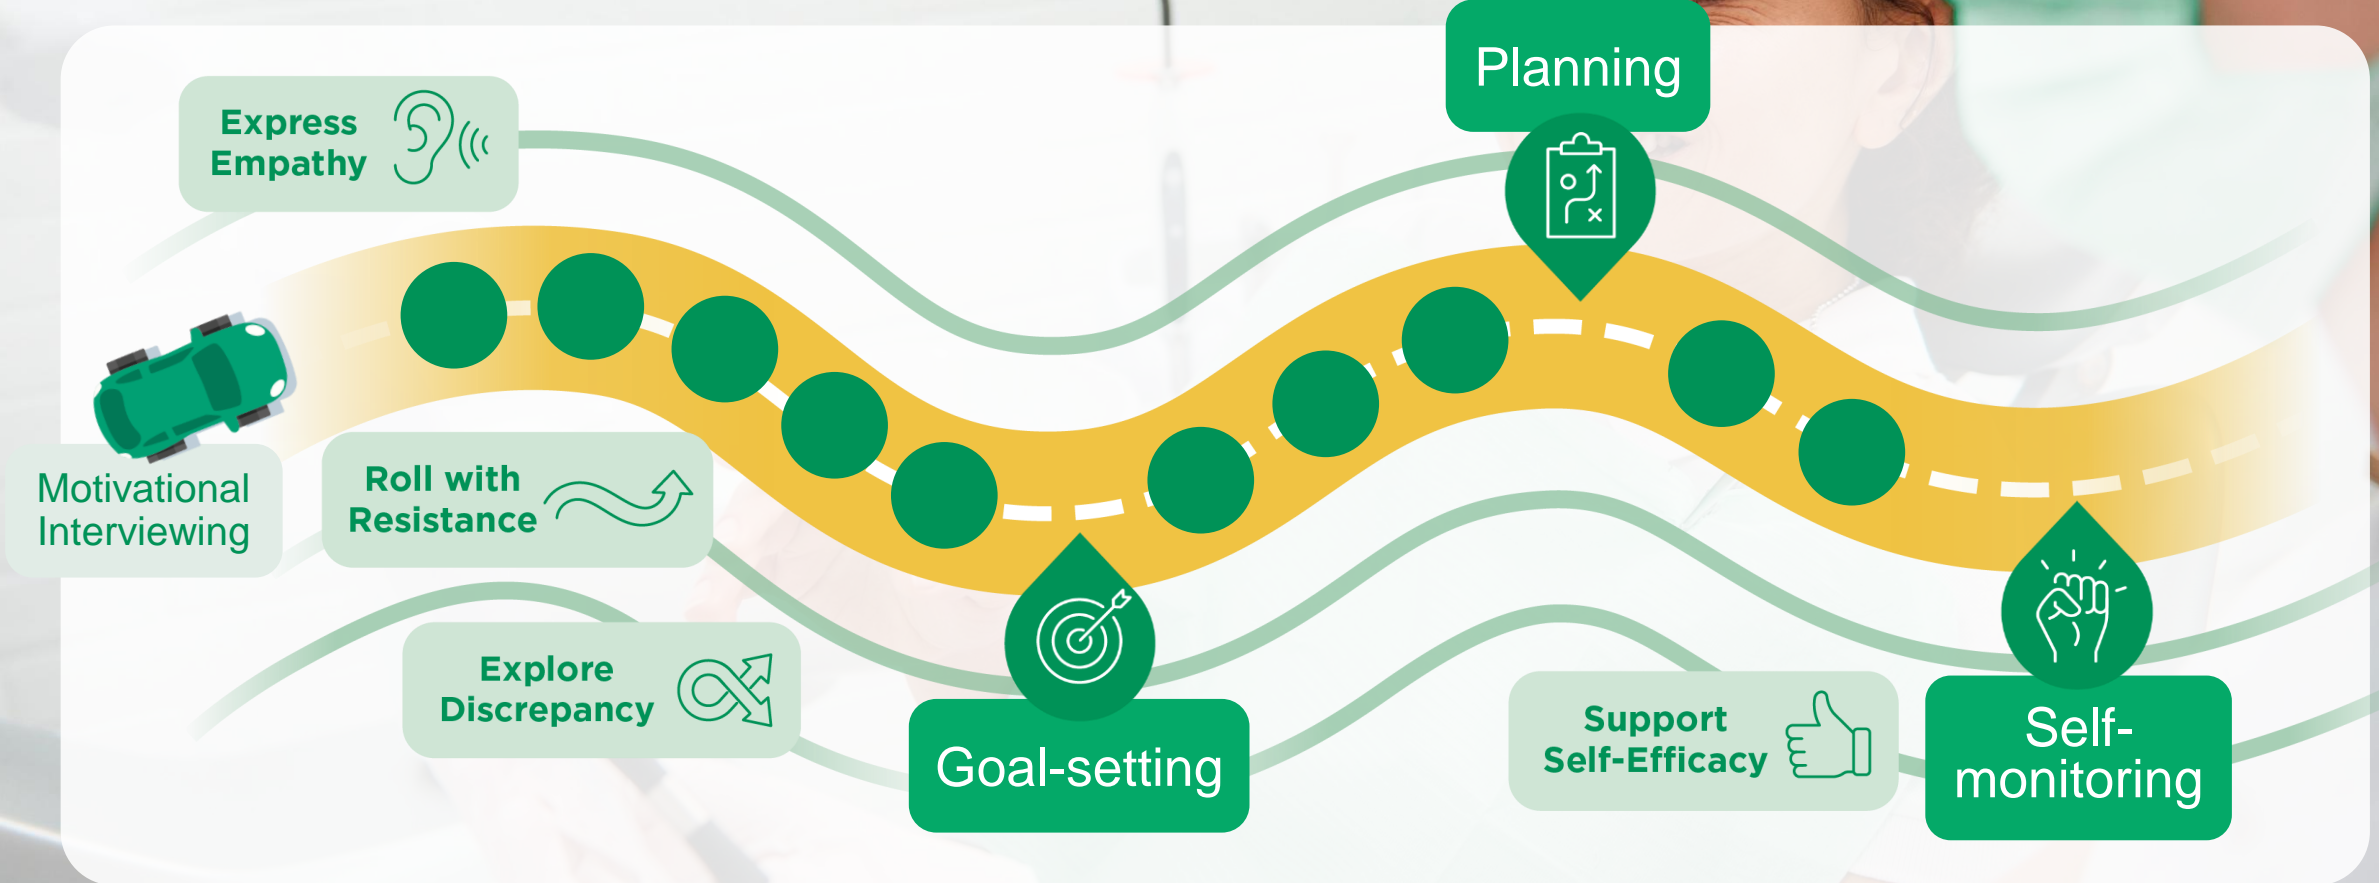 Planning
Express
Empathy
Motivational
Interviewing
Roll with
Resistance
Explore
Discrepancy
Goal-setting
Support
Self-Efficacy
Self-
monitoring